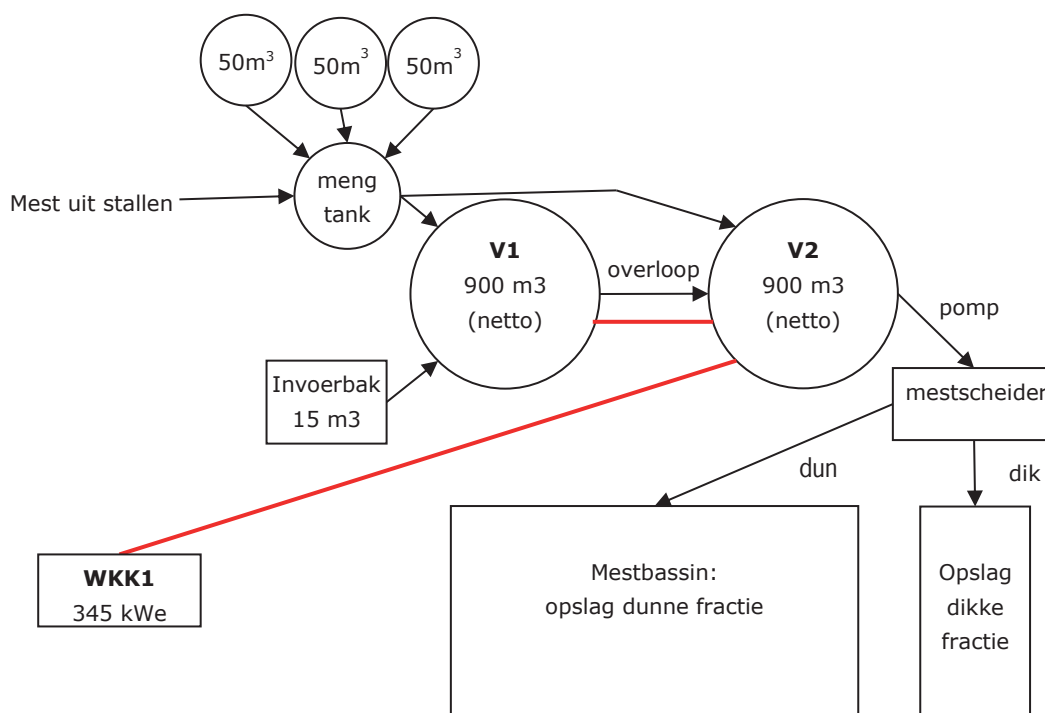 50m³
50m³
50m³
meng
tank
Mest uit stallen
V1
900 m3
(netto)
overloop
V2
900 m3
(netto)
pomp
Invoerbak
15 m3
mestscheider
dun
dik
WKK1
345 kWe
Mestbassin:
opslag dunne fractie
Opslag
dikke
fractie